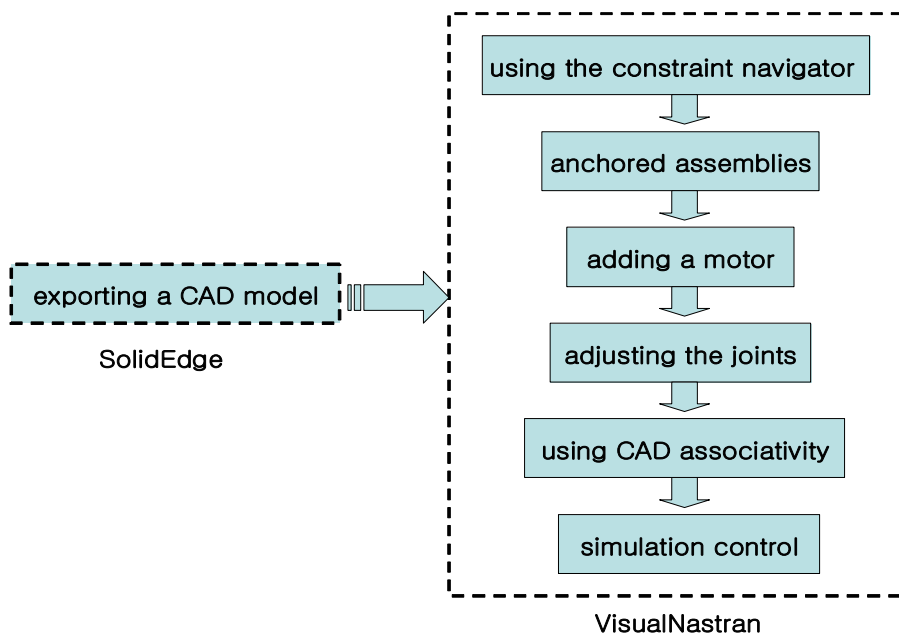 exporting a CAD model
SolidEdge
using the constraint navigator
anchored assemblies
adding a motor
adjusting the joints
using CAD associativity
simulation control
VisualNastran